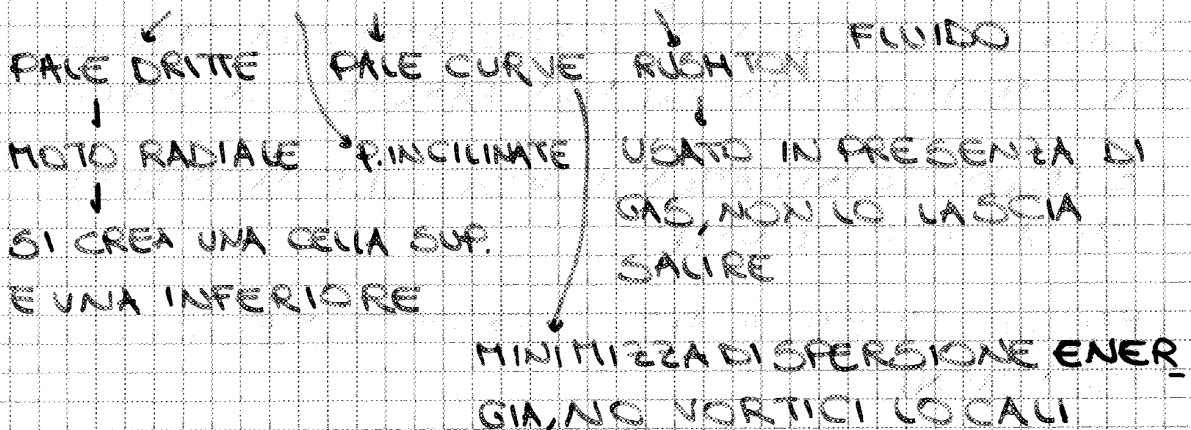 FLUIDO
PALE DRITTE PALE CURVE RUSHTON
MOTO RADIALE P. INCILINATE USATO IN PRESENZA DI
GAS, NON LO LASCIA
SI CREA UNA CELLA SUP.
SALIRE
E UNA INFERIORE
MINIMIZZA DISPERSIONE ENER
GIA, NO VORTICI LOCALI